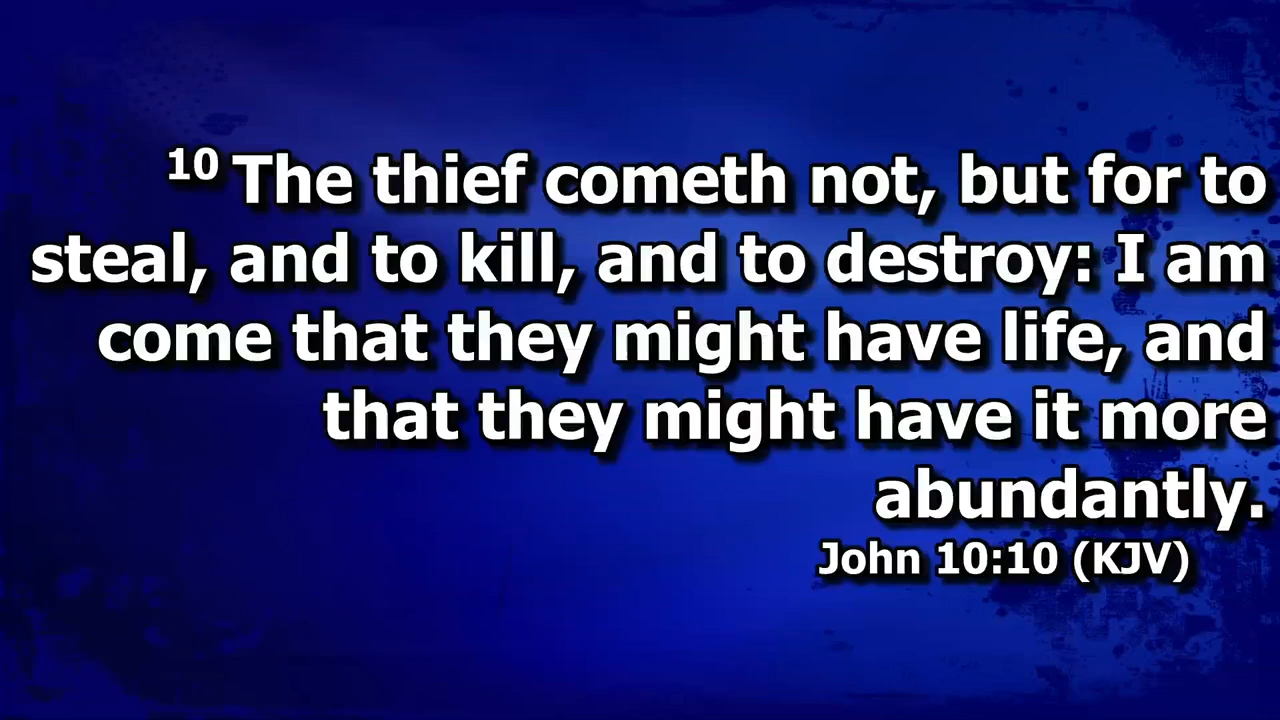 10 The thief cometh not, but for to
steal, and to kill, and to destroy: I am
come that they might have life, and
that they might have it more
abundantly.
John 10:10 (KJV)